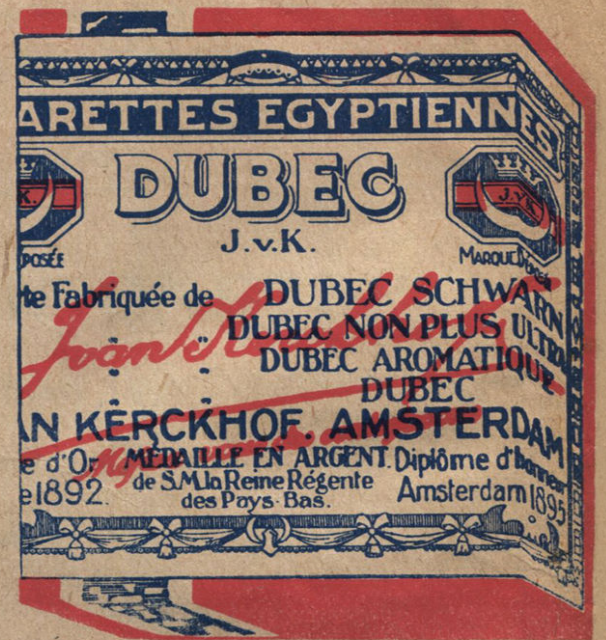 ARETTES EGYPTIENNES.
DUBEC
J.v.K.
K.
J.v.K
POSÉE
MARQUE DÉPOSÉE
te Fabriquée de DUBEC SCHWARN
" " DUBEC NON PLUS ULTRA
" " DUBEC AROMATIQUE
DUBEC
N KERCKHOF. AMSTERDAM
e d'Or MÉDAILLE EN ARGENT. Diplôme d'honneur
e 1892. de S.M. la Reine Régente Amsterdam 1895
des Pays-Bas.